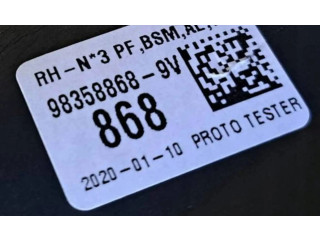 RH-N*3 PF,BSM,AL,
98358868-9V
868
2020-01-10 PROTO TESTER